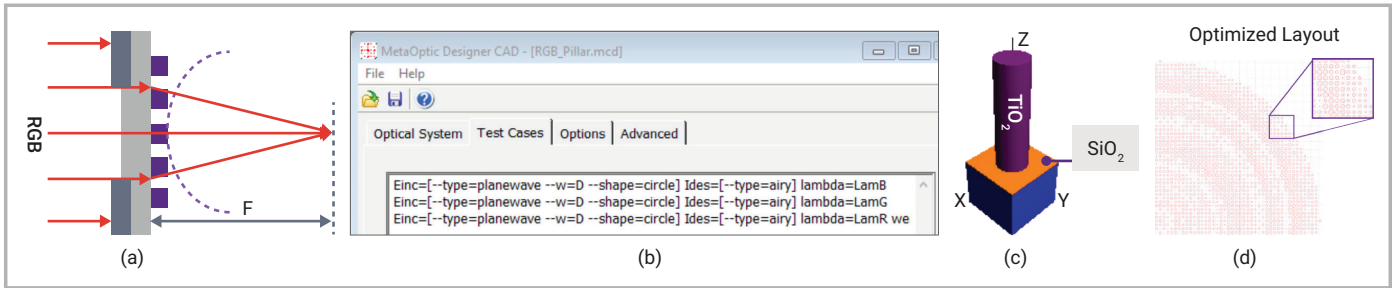 RGB
F
(a)
MetaOptic Designer CAD - [RGB_Pillar.mcd]
File Help
Optical System Test Cases Options Advanced
Einc=[--type=planewave --w=D --shape=circle] Ides=[--type=airy] lambda=LamB
Einc=[--type=planewave --w=D --shape=circle] Ides=[--type=airy] lambda=LamG
Einc=[--type=planewave --w=D --shape=circle] Ides=[--type=airy] lambda=LamR we
(b)
Z
TiO₂
SiO₂
X
Y
(c)
Optimized Layout
(d)